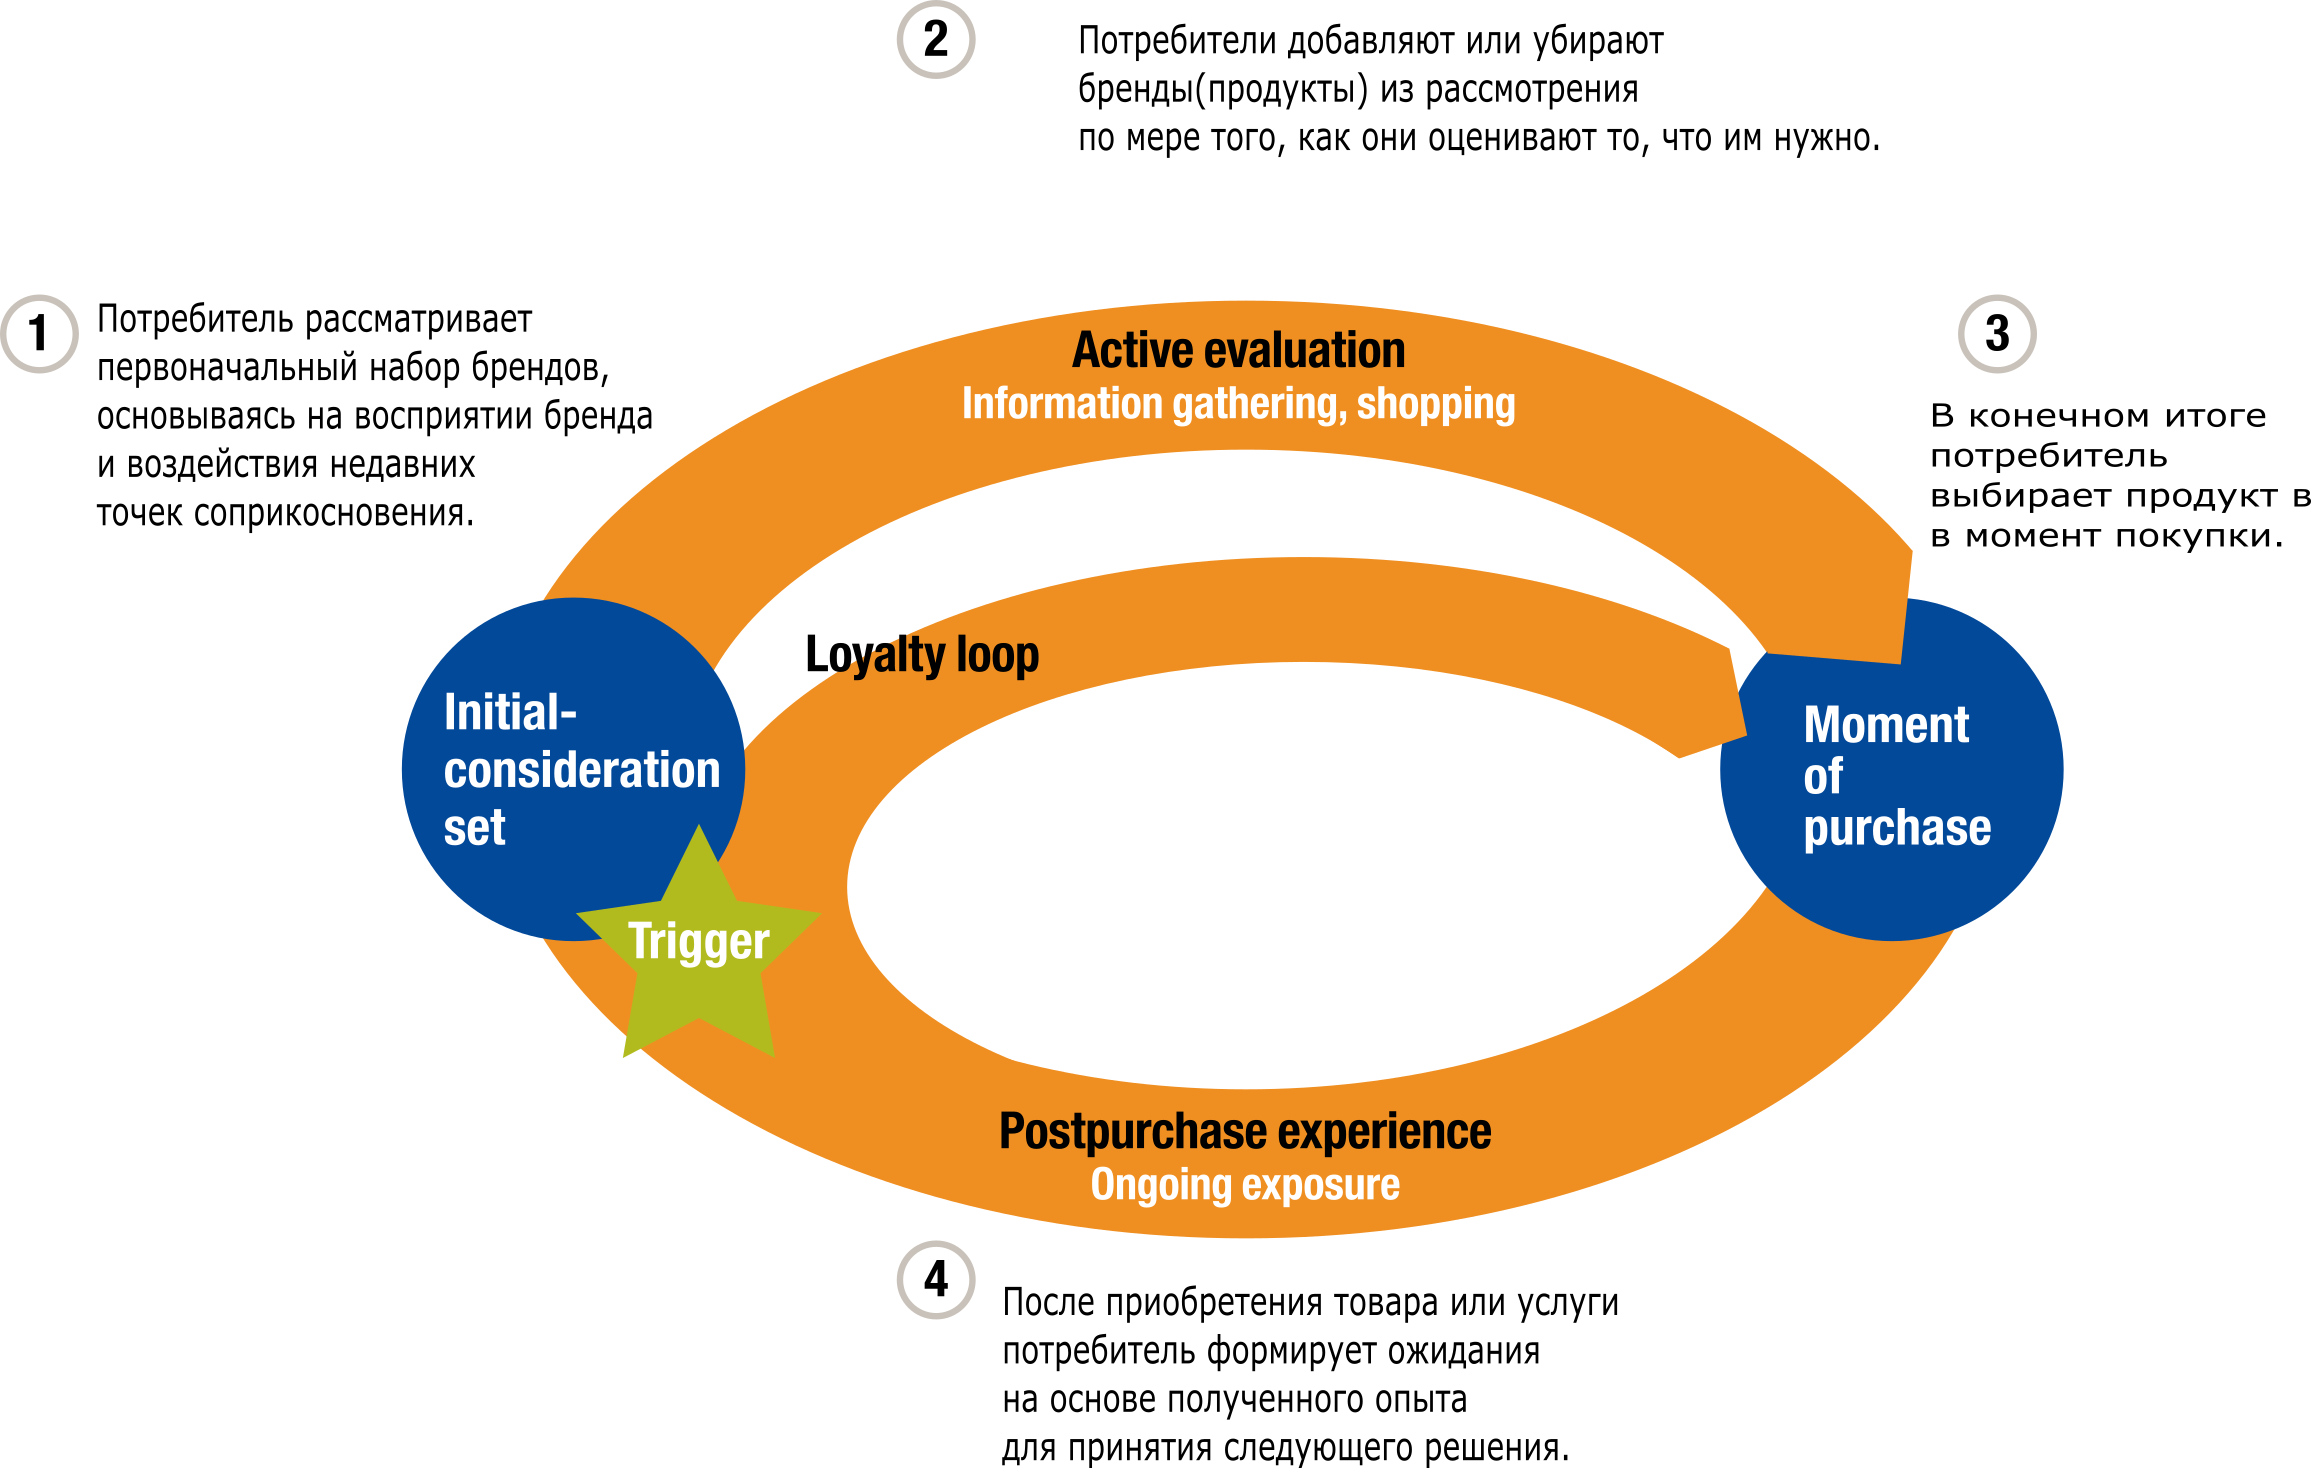 2
Потребители добавляют или убирают
бренды(продукты) из рассмотрения
по мере того, как они оценивают то, что им нужно.
1
Потребитель рассматривает
первоначальный набор брендов,
основываясь на восприятии бренда
и воздействия недавних
точек соприкосновения.
Active evaluation
Information gathering, shopping
3
В конечном итоге
потребитель
выбирает продукт в
в момент покупки.
Loyalty loop
Initial-
consideration
set
Trigger
Moment
of
purchase
Postpurchase experience
Ongoing exposure
4
После приобретения товара или услуги
потребитель формирует ожидания
на основе полученного опыта
для принятия следующего решения.